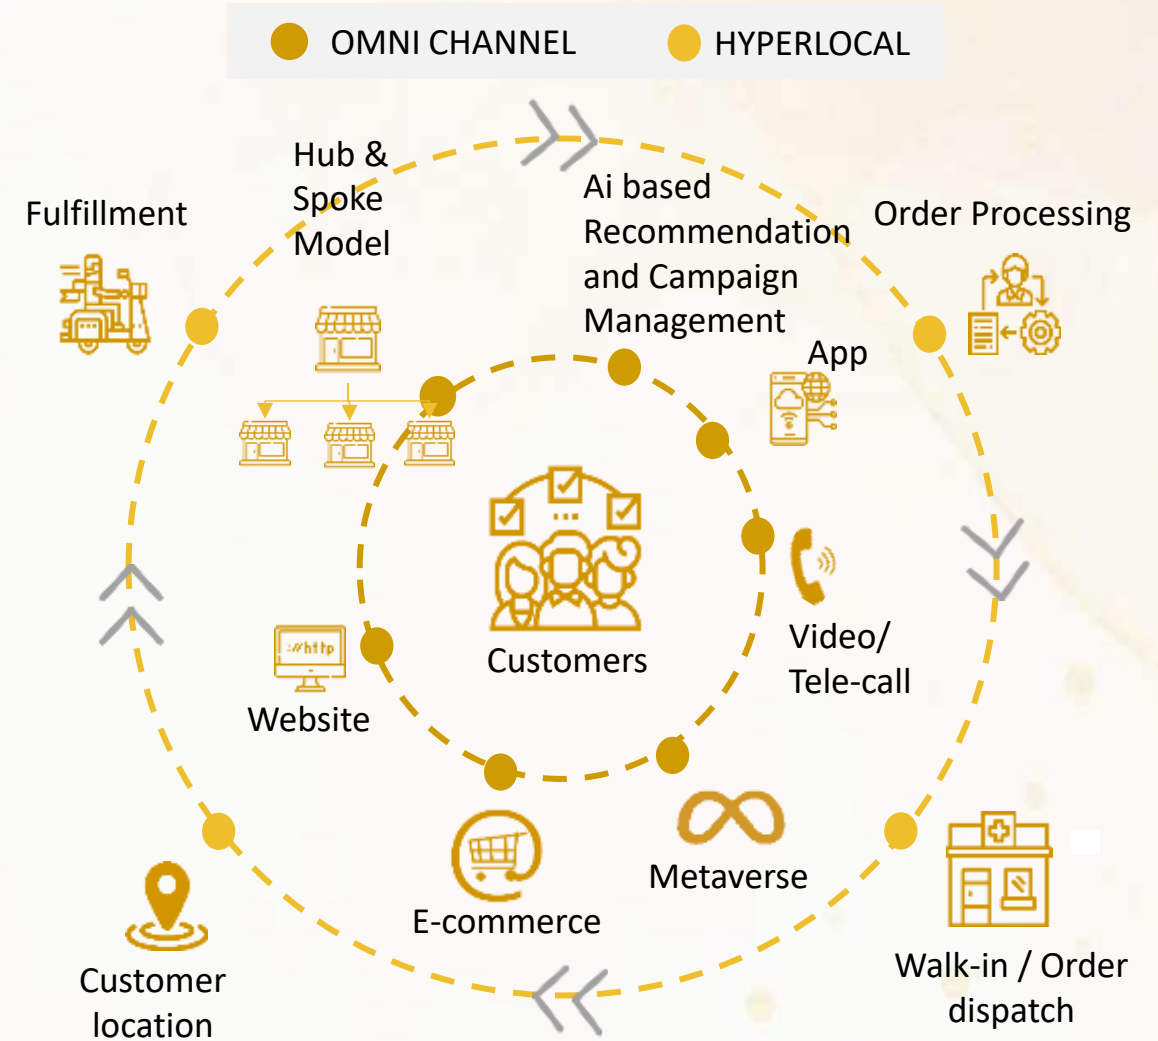 OMNI CHANNEL
HYPERLOCAL
Hub &
Spoke
Model
Ai based
Recommendation
and Campaign
Management
Fulfillment
Order Processing
App
Customers
Video/
Tele-call
://http
Website
Metaverse
E-commerce
Walk-in / Order
dispatch
Customer
location